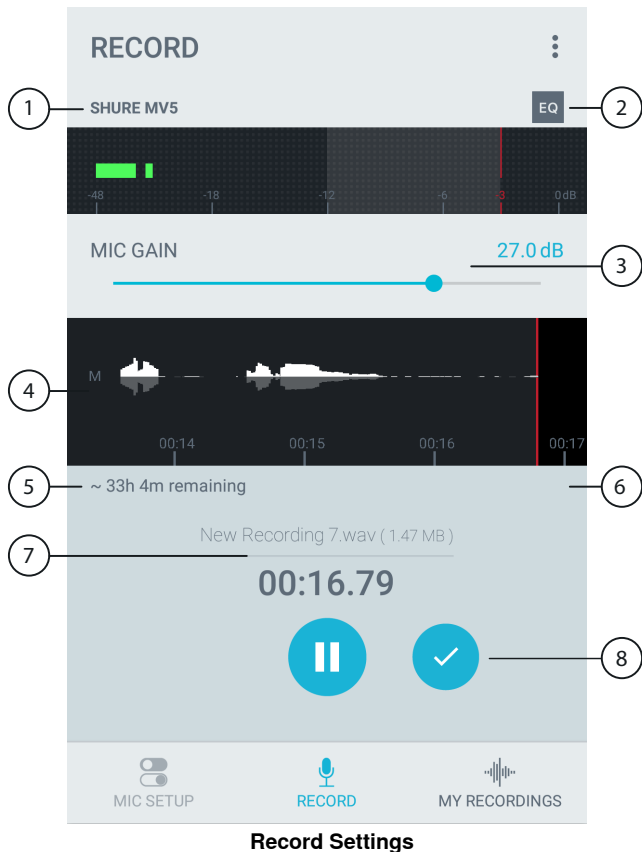 RECORD
1 SHURE MV5 EQ 2
-48 -18 -12 -6 -3 0dB
MIC GAIN 27.0 dB
3
4 M
00:14 00:15 00:16 00:17
5 ~ 33h 4m remaining 6
New Recording 7.wav ( 1.47 MB )
7
00:16.79
8
MIC SETUP RECORD MY RECORDINGS
Record Settings